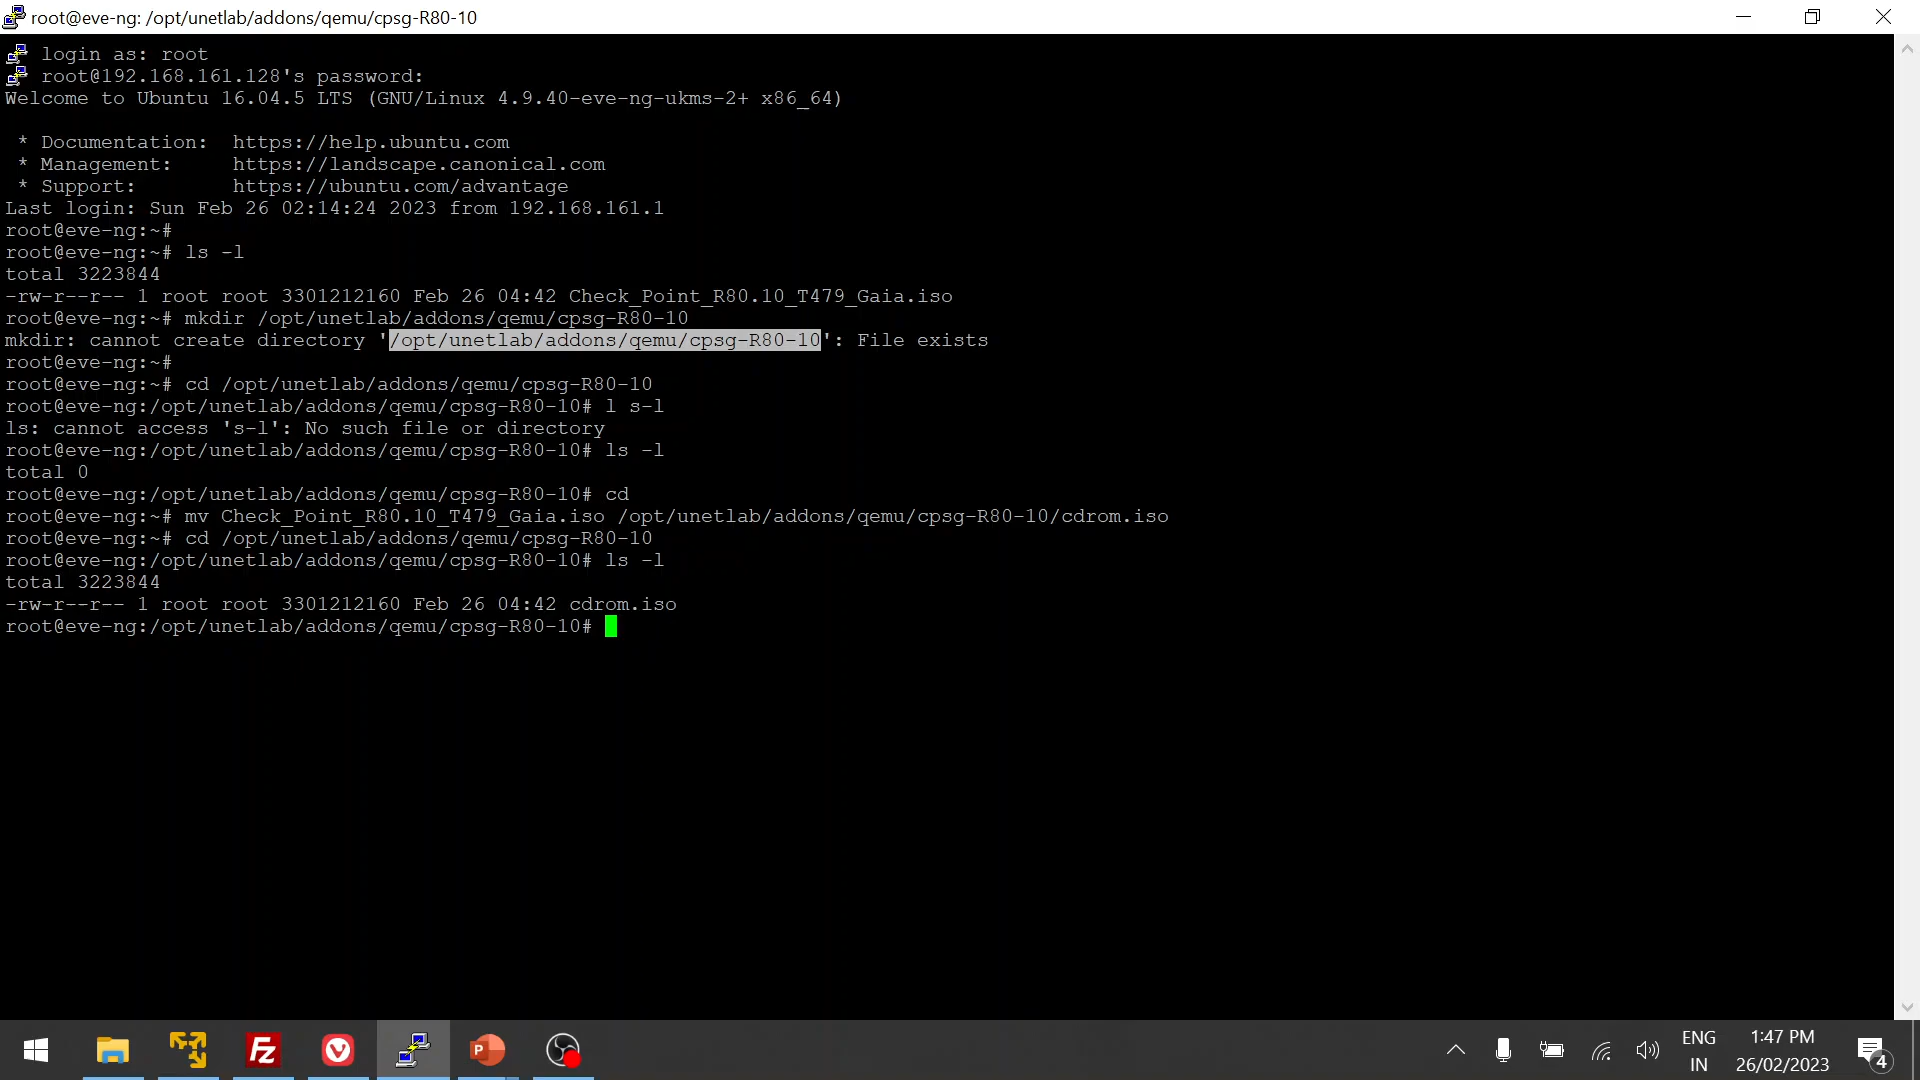 root@eve-ng: /opt/unetlab/addons/qemu/cpsg-R80-10
login as: root
root@192.168.161.128's password:
Welcome to Ubuntu 16.04.5 LTS (GNU/Linux 4.9.40-eve-ng-ukms-2+ x86_64)
* Documentation:  https://help.ubuntu.com
* Management:     https://landscape.canonical.com
* Support:        https://ubuntu.com/advantage
Last login: Sun Feb 26 02:14:24 2023 from 192.168.161.1
root@eve-ng:~#
root@eve-ng:~# ls -l
total 3223844
-rw-r--r-- 1 root root 3301212160 Feb 26 04:42 Check_Point_R80.10_T479_Gaia.iso
root@eve-ng:~# mkdir /opt/unetlab/addons/qemu/cpsg-R80-10
mkdir: cannot create directory '/opt/unetlab/addons/qemu/cpsg-R80-10': File exists
root@eve-ng:~#
root@eve-ng:~# cd /opt/unetlab/addons/qemu/cpsg-R80-10
root@eve-ng:/opt/unetlab/addons/qemu/cpsg-R80-10# l s-l
ls: cannot access 's-l': No such file or directory
root@eve-ng:/opt/unetlab/addons/qemu/cpsg-R80-10# ls -l
total 0
root@eve-ng:/opt/unetlab/addons/qemu/cpsg-R80-10# cd
root@eve-ng:~# mv Check_Point_R80.10_T479_Gaia.iso /opt/unetlab/addons/qemu/cpsg-R80-10/cdrom.iso
root@eve-ng:~# cd /opt/unetlab/addons/qemu/cpsg-R80-10
root@eve-ng:/opt/unetlab/addons/qemu/cpsg-R80-10# ls -l
total 3223844
-rw-r--r-- 1 root root 3301212160 Feb 26 04:42 cdrom.iso
root@eve-ng:/opt/unetlab/addons/qemu/cpsg-R80-10#
Fz
P
ENG
IN
1:47 PM
26/02/2023
4